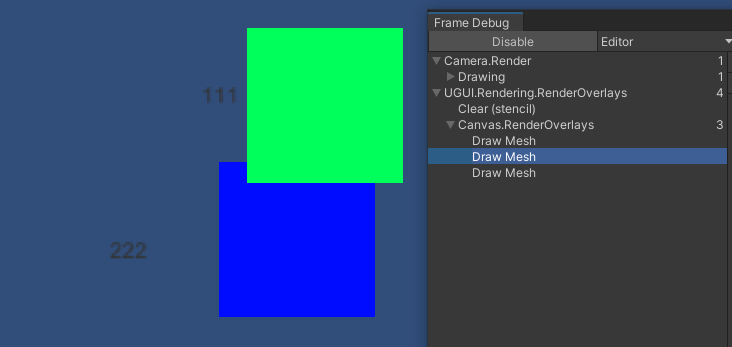 Frame Debug
Disable
Editor
Camera.Render 1
Drawing 1
UGUI.Rendering.RenderOverlays 4
Clear (stencil)
Canvas.RenderOverlays 3
Draw Mesh
Draw Mesh
Draw Mesh
111
222